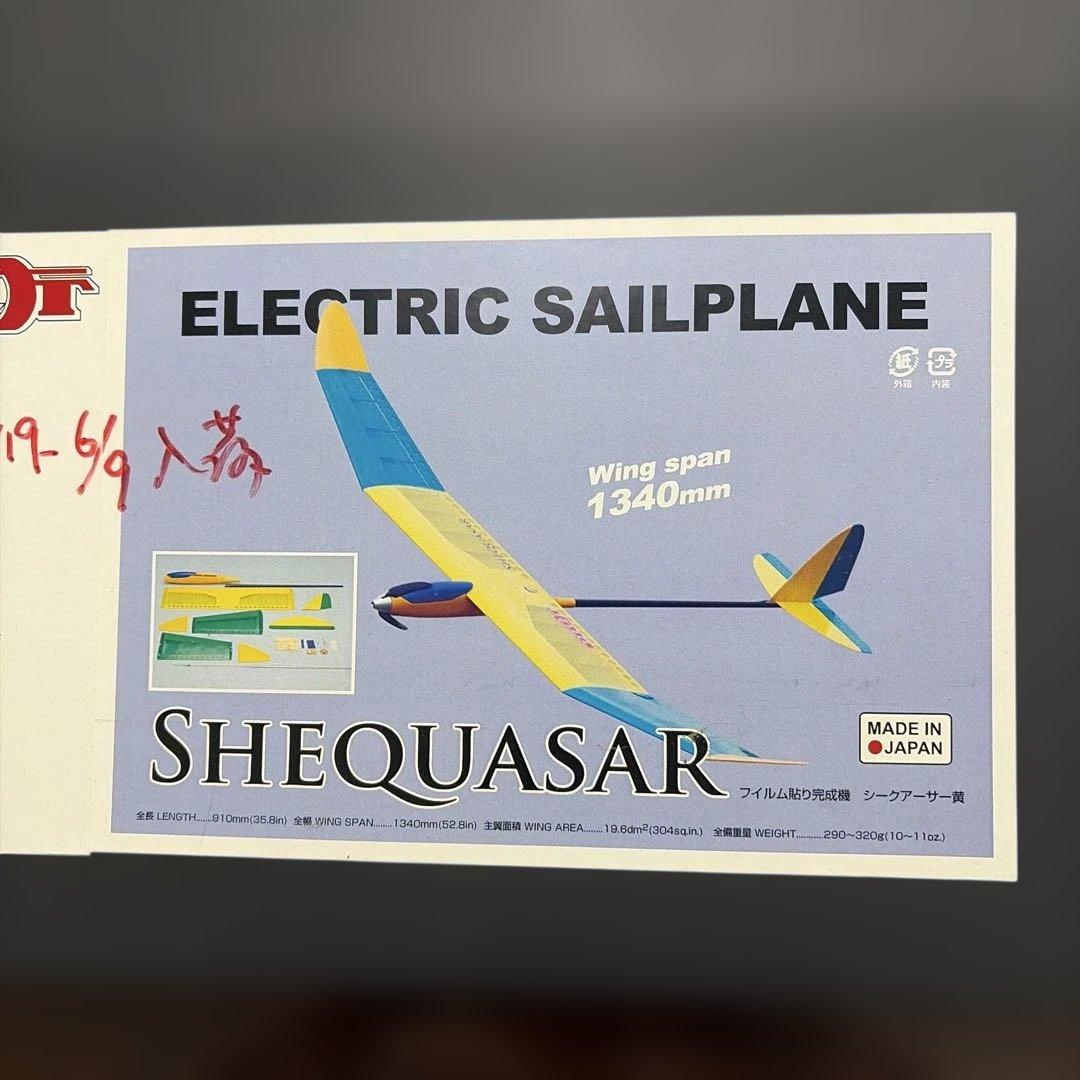 ELECTRIC SAILPLANE
紙
外箱
プラ
内装
19- 6/9 入荷
Wing span
1340mm
MADE IN
JAPAN
SHEQUASAR
フイルム貼り完成機 シークアーサー黄
全長 LENGTH......910mm(35.8in) 全幅 WING SPAN........1340mm(52.8in) 主翼面積 WING AREA........19.6dm²(304sq.in.) 全備重量 WEIGHT...........290〜320g(10〜11oz.)